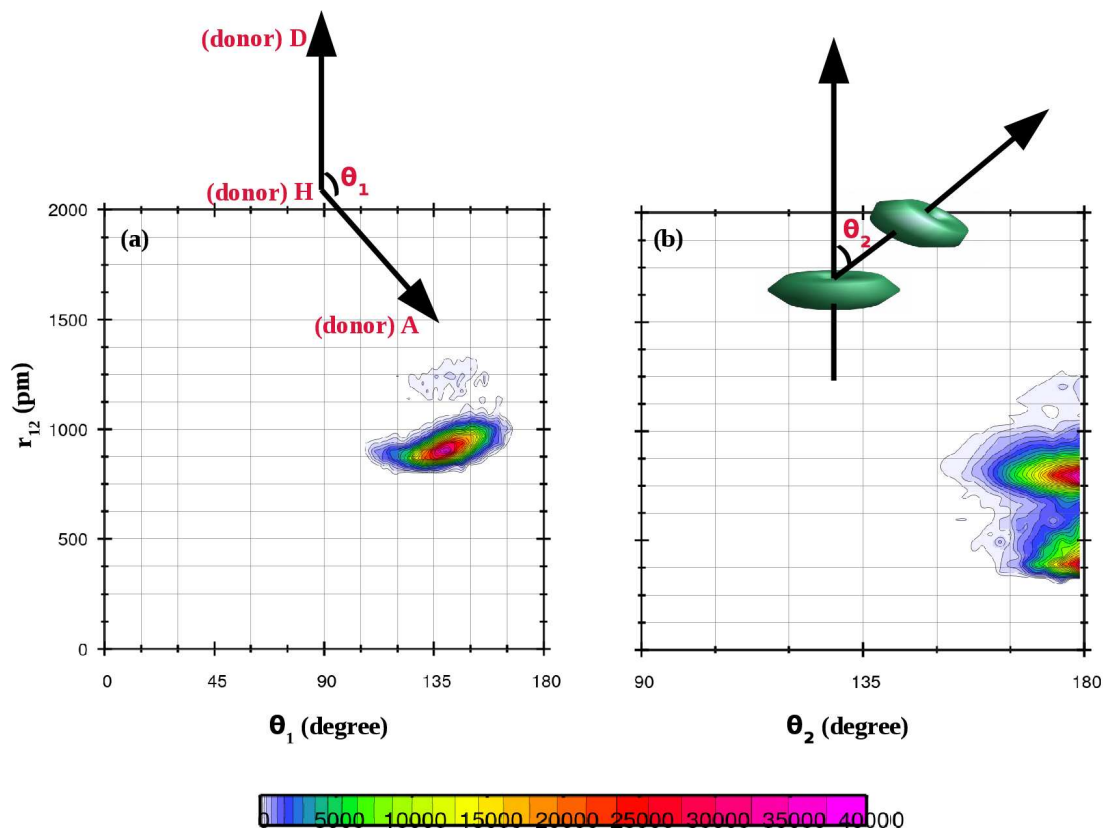 (donor) D
θ1
(donor) H
2000
(a)
(b)
θ2
1500
(donor) A
1000
r12 (pm)
500
0
0 45 90 135 180
90 135 180
θ1 (degree)
θ2 (degree)
0 5000 10000 15000 20000 25000 30000 35000 40000